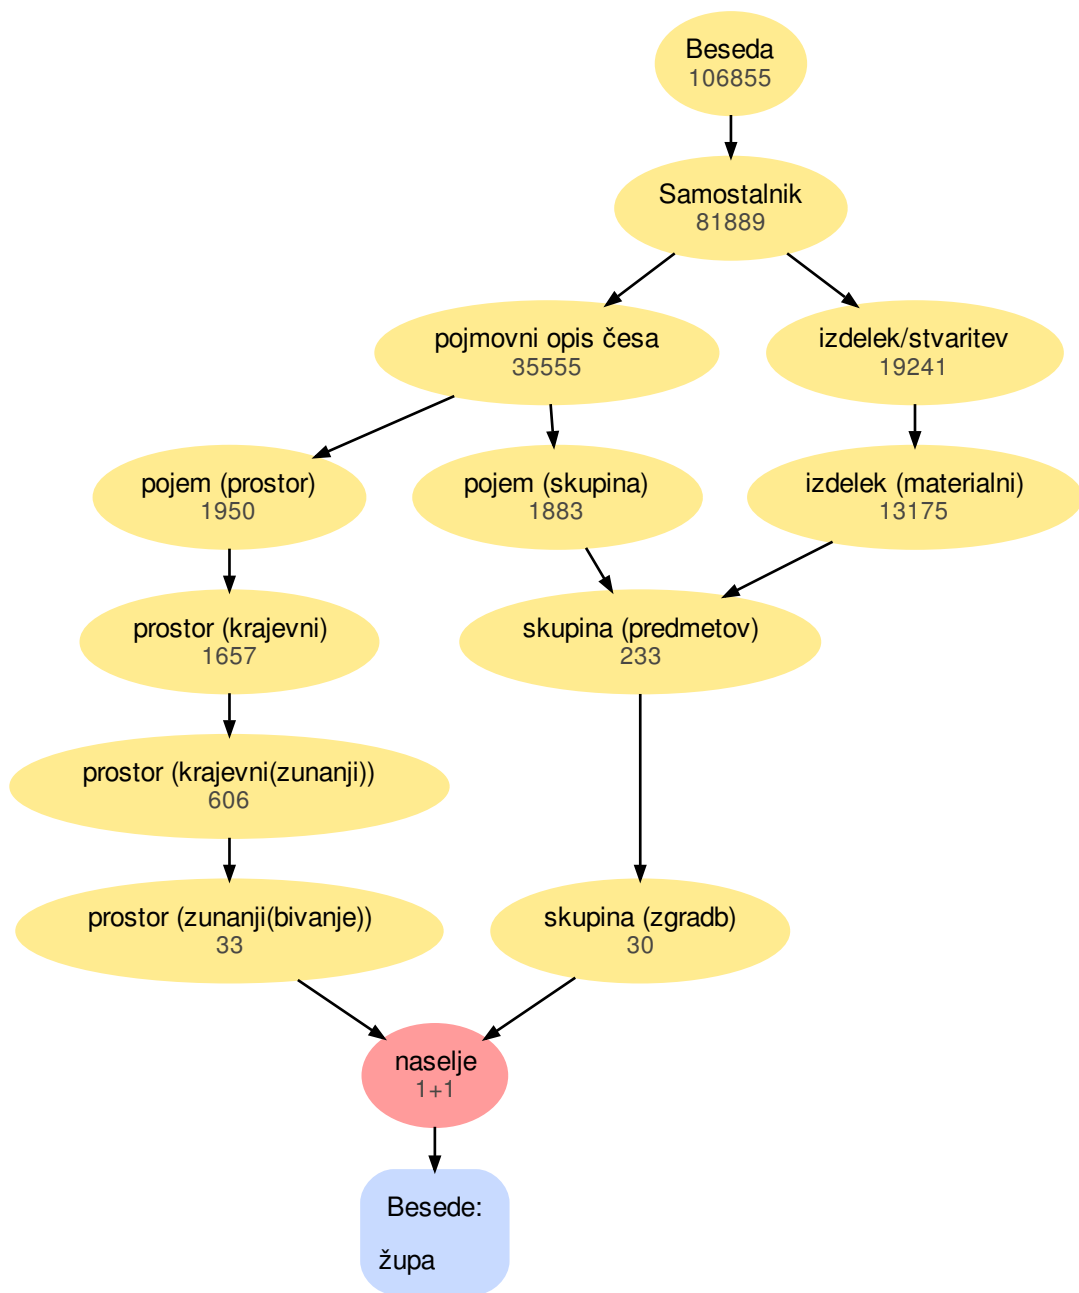 Beseda
106855
Samostalnik
81889
pojmovni opis česa
35555
izdelek/stvaritev
19241
pojem (prostor)
1950
pojem (skupina)
1883
izdelek (materialni)
13175
prostor (krajevni)
1657
skupina (predmetov)
233
prostor (krajevni(zunanji))
606
prostor (zunanji(bivanje))
33
skupina (zgradb)
30
naselje
1+1
Besede:
župa